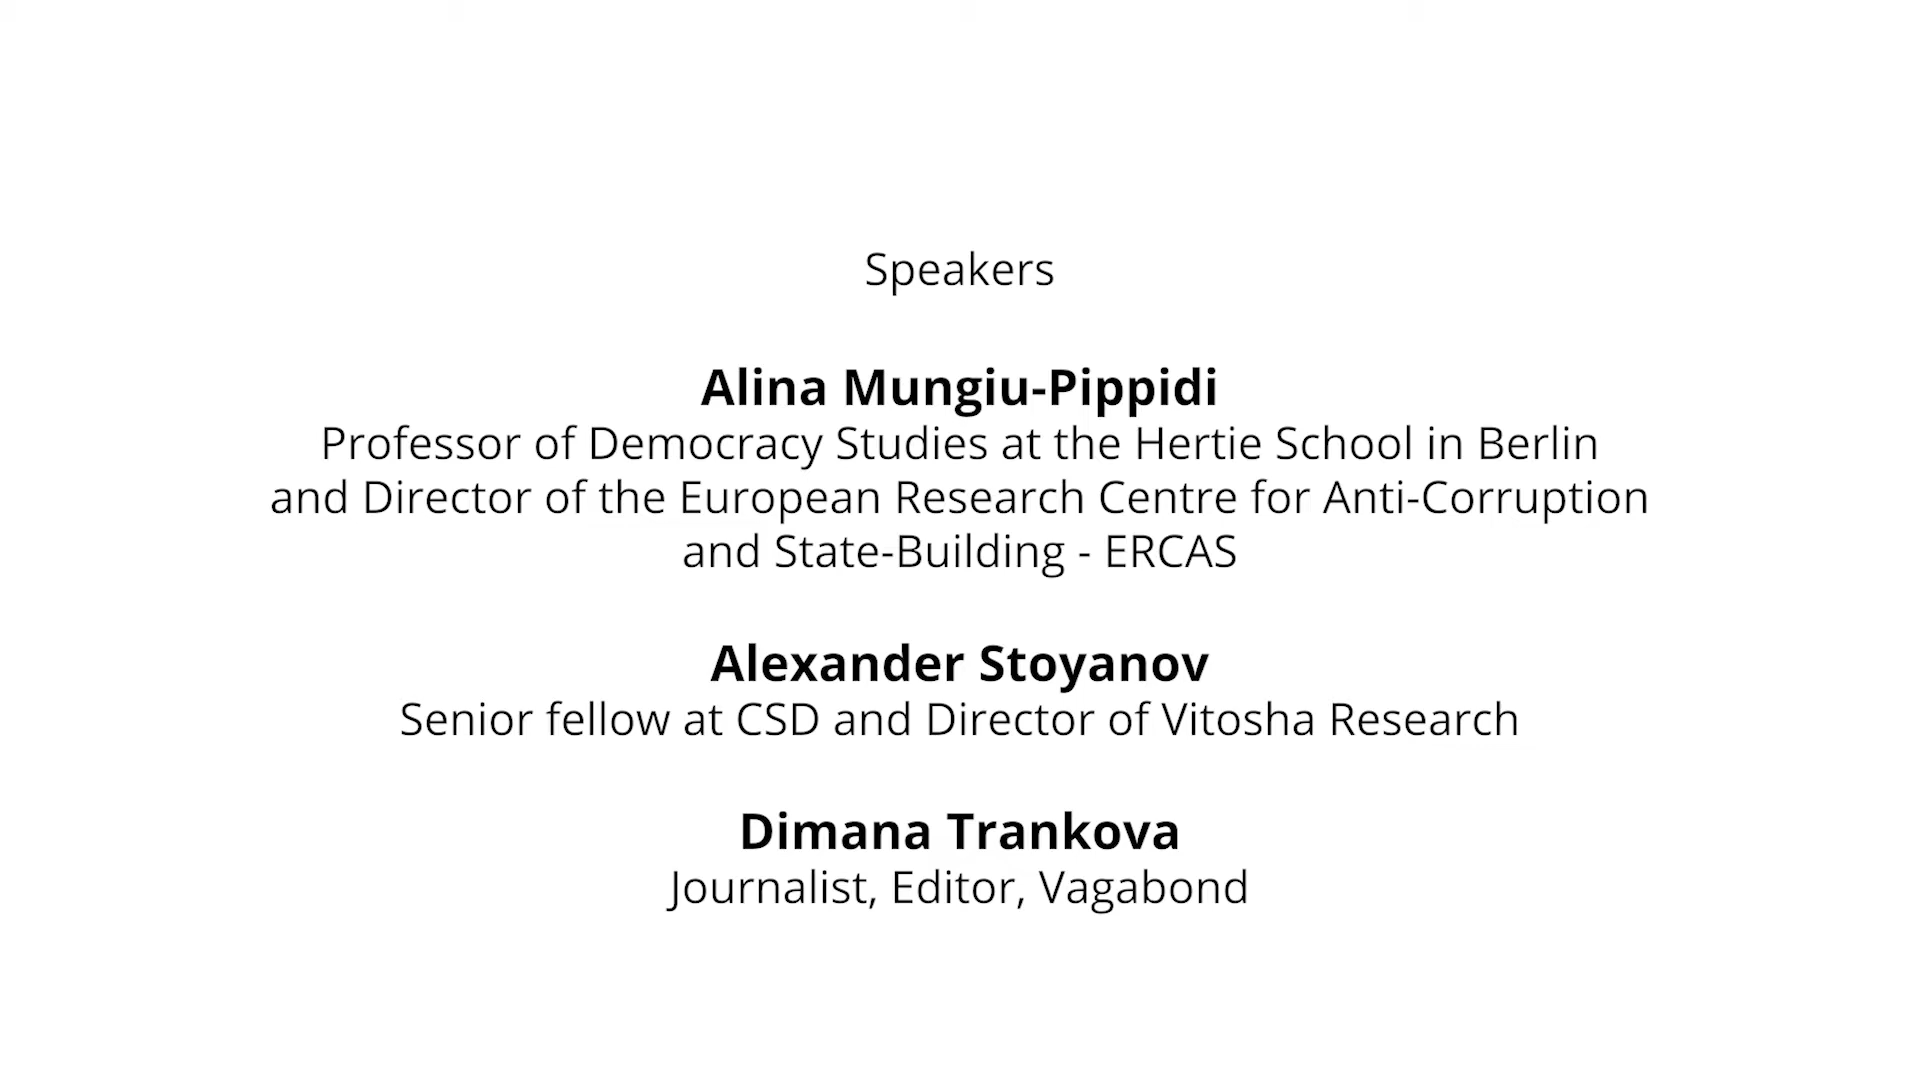 Speakers
Alina Mungiu-Pippidi
Professor of Democracy Studies at the Hertie School in Berlin
and Director of the European Research Centre for Anti-Corruption
and State-Building - ERCAS
Alexander Stoyanov
Senior fellow at CSD and Director of Vitosha Research
Dimana Trankova
Journalist, Editor, Vagabond